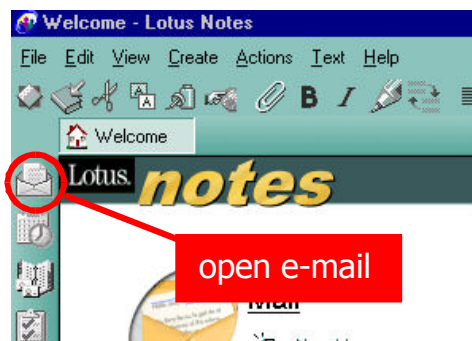 Welcome - Lotus Notes
File Edit View Create Actions Text Help
B I
Welcome
Lotus. notes
open e-mail
Mail